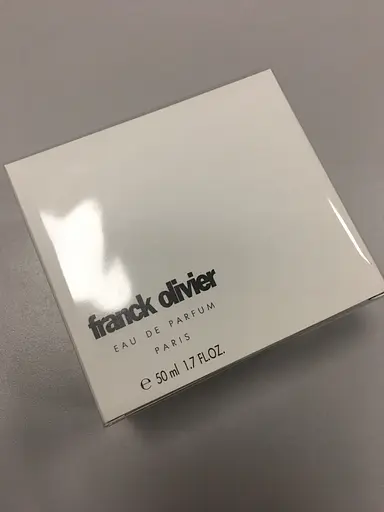 franck olivier
EAU DE PARFUM
PARIS
℮ 50 ml 1.7 FL.OZ.